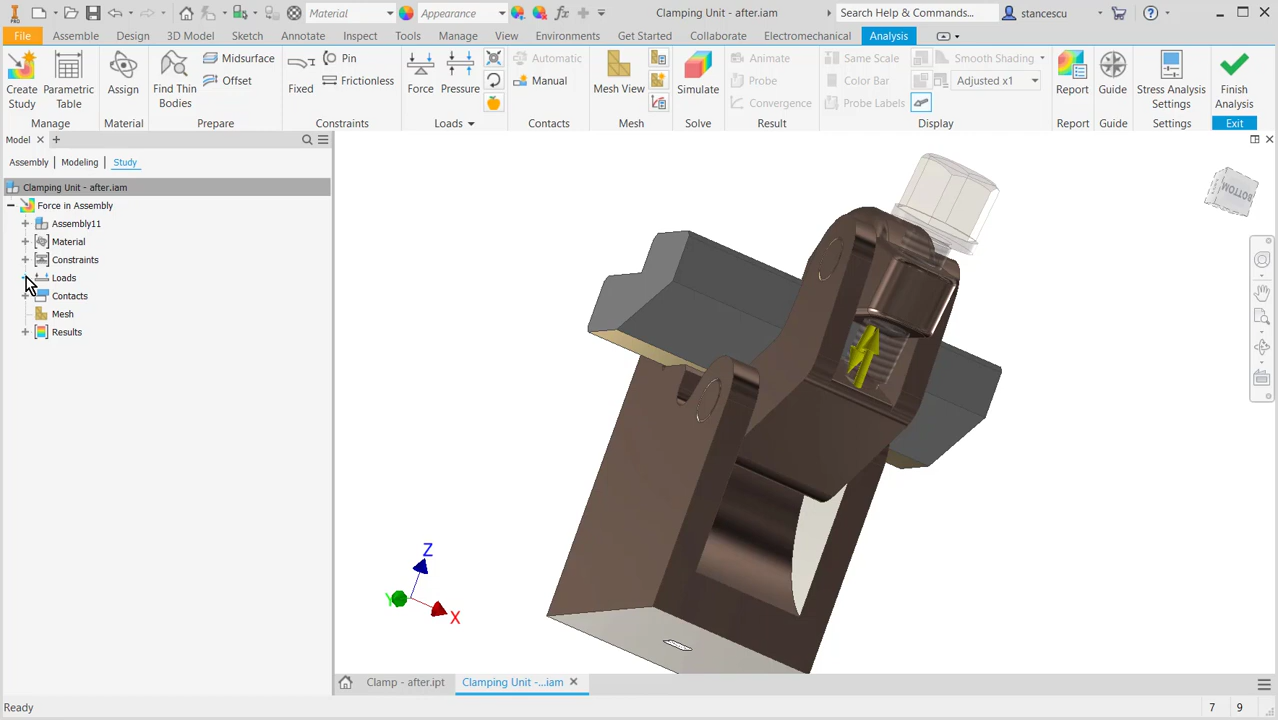 PRO
Material
Appearance
Clamping Unit - after.iam
Search Help & Commands...
stancescu
File Assembly Design 3D Model Sketch Annotate Inspect Tools Manage View Environments Get Started Collaborate Electromechanical Analysis
Create Study
Parametric Table
Manage
Assign
Material
Find Thin Bodies
Midsurface
Offset
Prepare
Fixed
Pin
Frictionless
Constraints
Force
Pressure
Loads
Automatic
Manual
Contacts
Mesh View
Mesh
Simulate
Solve
Animate
Probe
Convergence
Result
Same Scale
Color Bar
Probe Labels
Smooth Shading
Adjusted x1
Display
Report
Report
Guide
Guide
Stress Analysis Settings
Settings
Finish Analysis
Exit
Model
Assembly Modeling Study
Clamping Unit - after.iam
Force in Assembly
Assembly11
Material
Constraints
Loads
Contacts
Mesh
Results
BOTTOM
Z
Y
X
Clamp - after.ipt
Clamping Unit -...iam
Ready
7 9